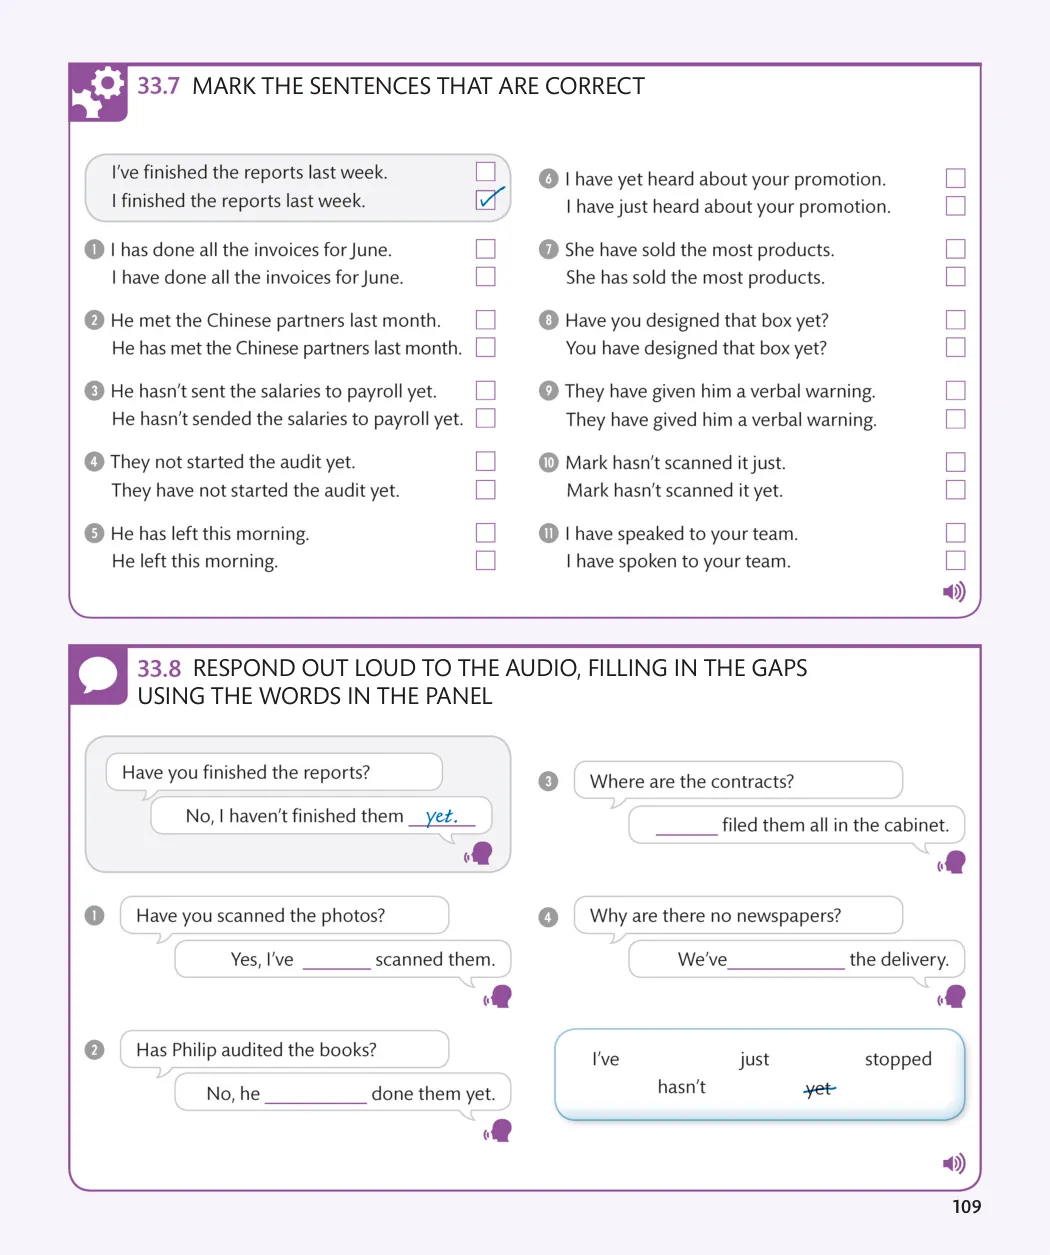 33.7 MARK THE SENTENCES THAT ARE CORRECT
I’ve finished the reports last week.
I finished the reports last week.
1 I has done all the invoices for June.
I have done all the invoices for June.
2 He met the Chinese partners last month.
He has met the Chinese partners last month.
3 He hasn’t sent the salaries to payroll yet.
He hasn’t sended the salaries to payroll yet.
4 They not started the audit yet.
They have not started the audit yet.
5 He has left this morning.
He left this morning.
6 I have yet heard about your promotion.
I have just heard about your promotion.
7 She have sold the most products.
She has sold the most products.
8 Have you designed that box yet?
You have designed that box yet?
9 They have given him a verbal warning.
They have gived him a verbal warning.
10 Mark hasn’t scanned it just.
Mark hasn’t scanned it yet.
11 I have speaked to your team.
I have spoken to your team.
33.8 RESPOND OUT LOUD TO THE AUDIO, FILLING IN THE GAPS
USING THE WORDS IN THE PANEL
Have you finished the reports?
No, I haven’t finished them yet.
1 Have you scanned the photos?
Yes, I’ve ______ scanned them.
2 Has Philip audited the books?
No, he ______ done them yet.
3 Where are the contracts?
______ filed them all in the cabinet.
4 Why are there no newspapers?
We’ve ______ the delivery.
I’ve just stopped
hasn’t yet
109